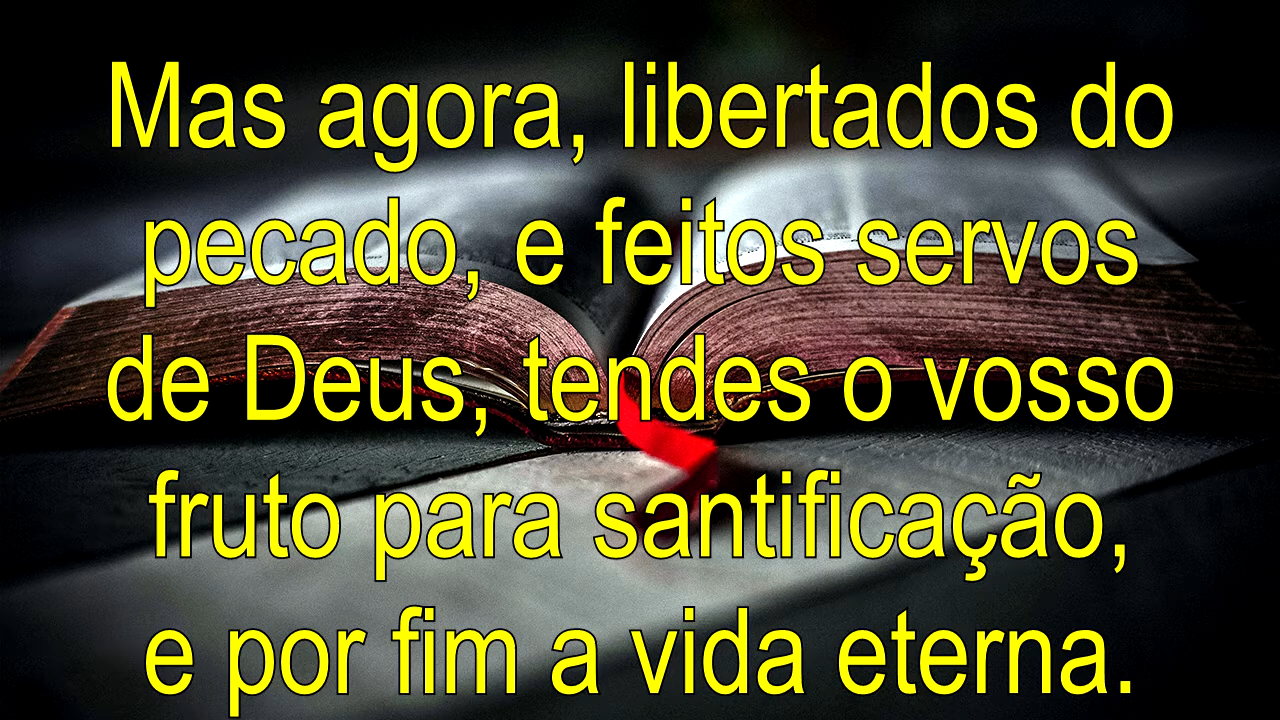 Mas agora, libertados do
pecado, e feitos servos
de Deus, tendes o vosso
fruto para santificação,
e por fim a vida eterna.